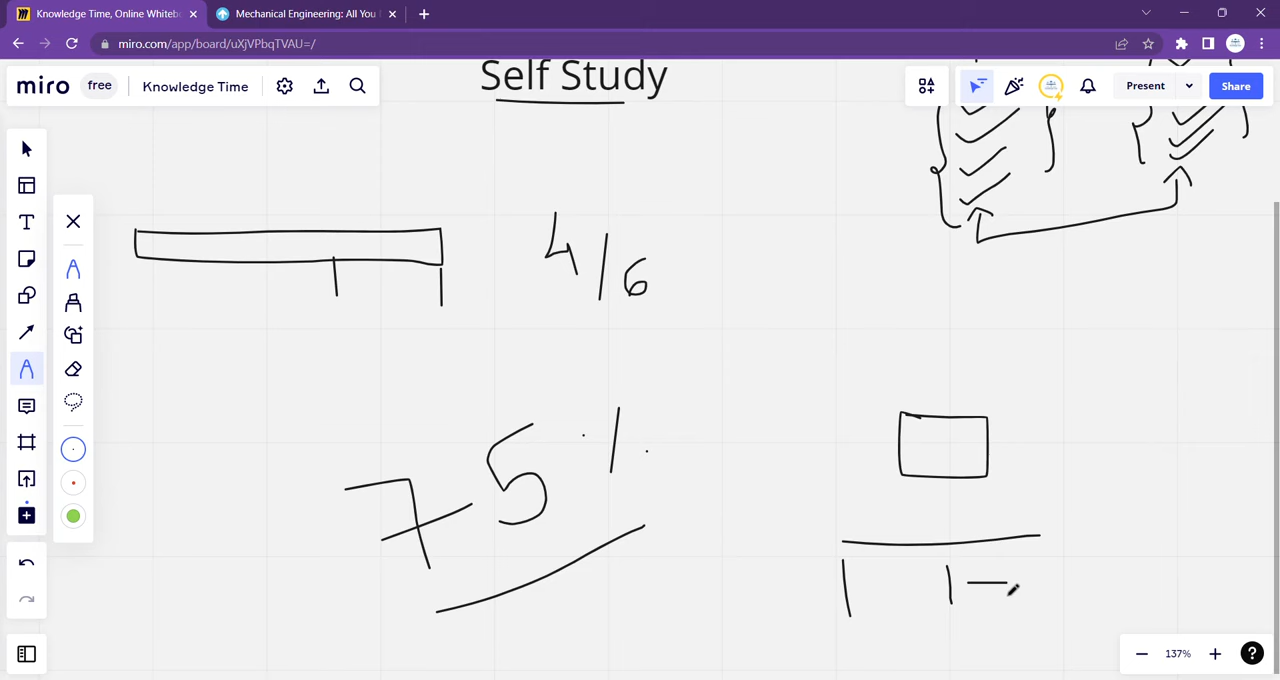 Knowledge Time, Online Whitebo
Mechanical Engineering: All You
miro.com/app/board/uXjVPbqTVAU=/
miro free Knowledge Time
Present
Share
Self Study
4/6
75%
137%